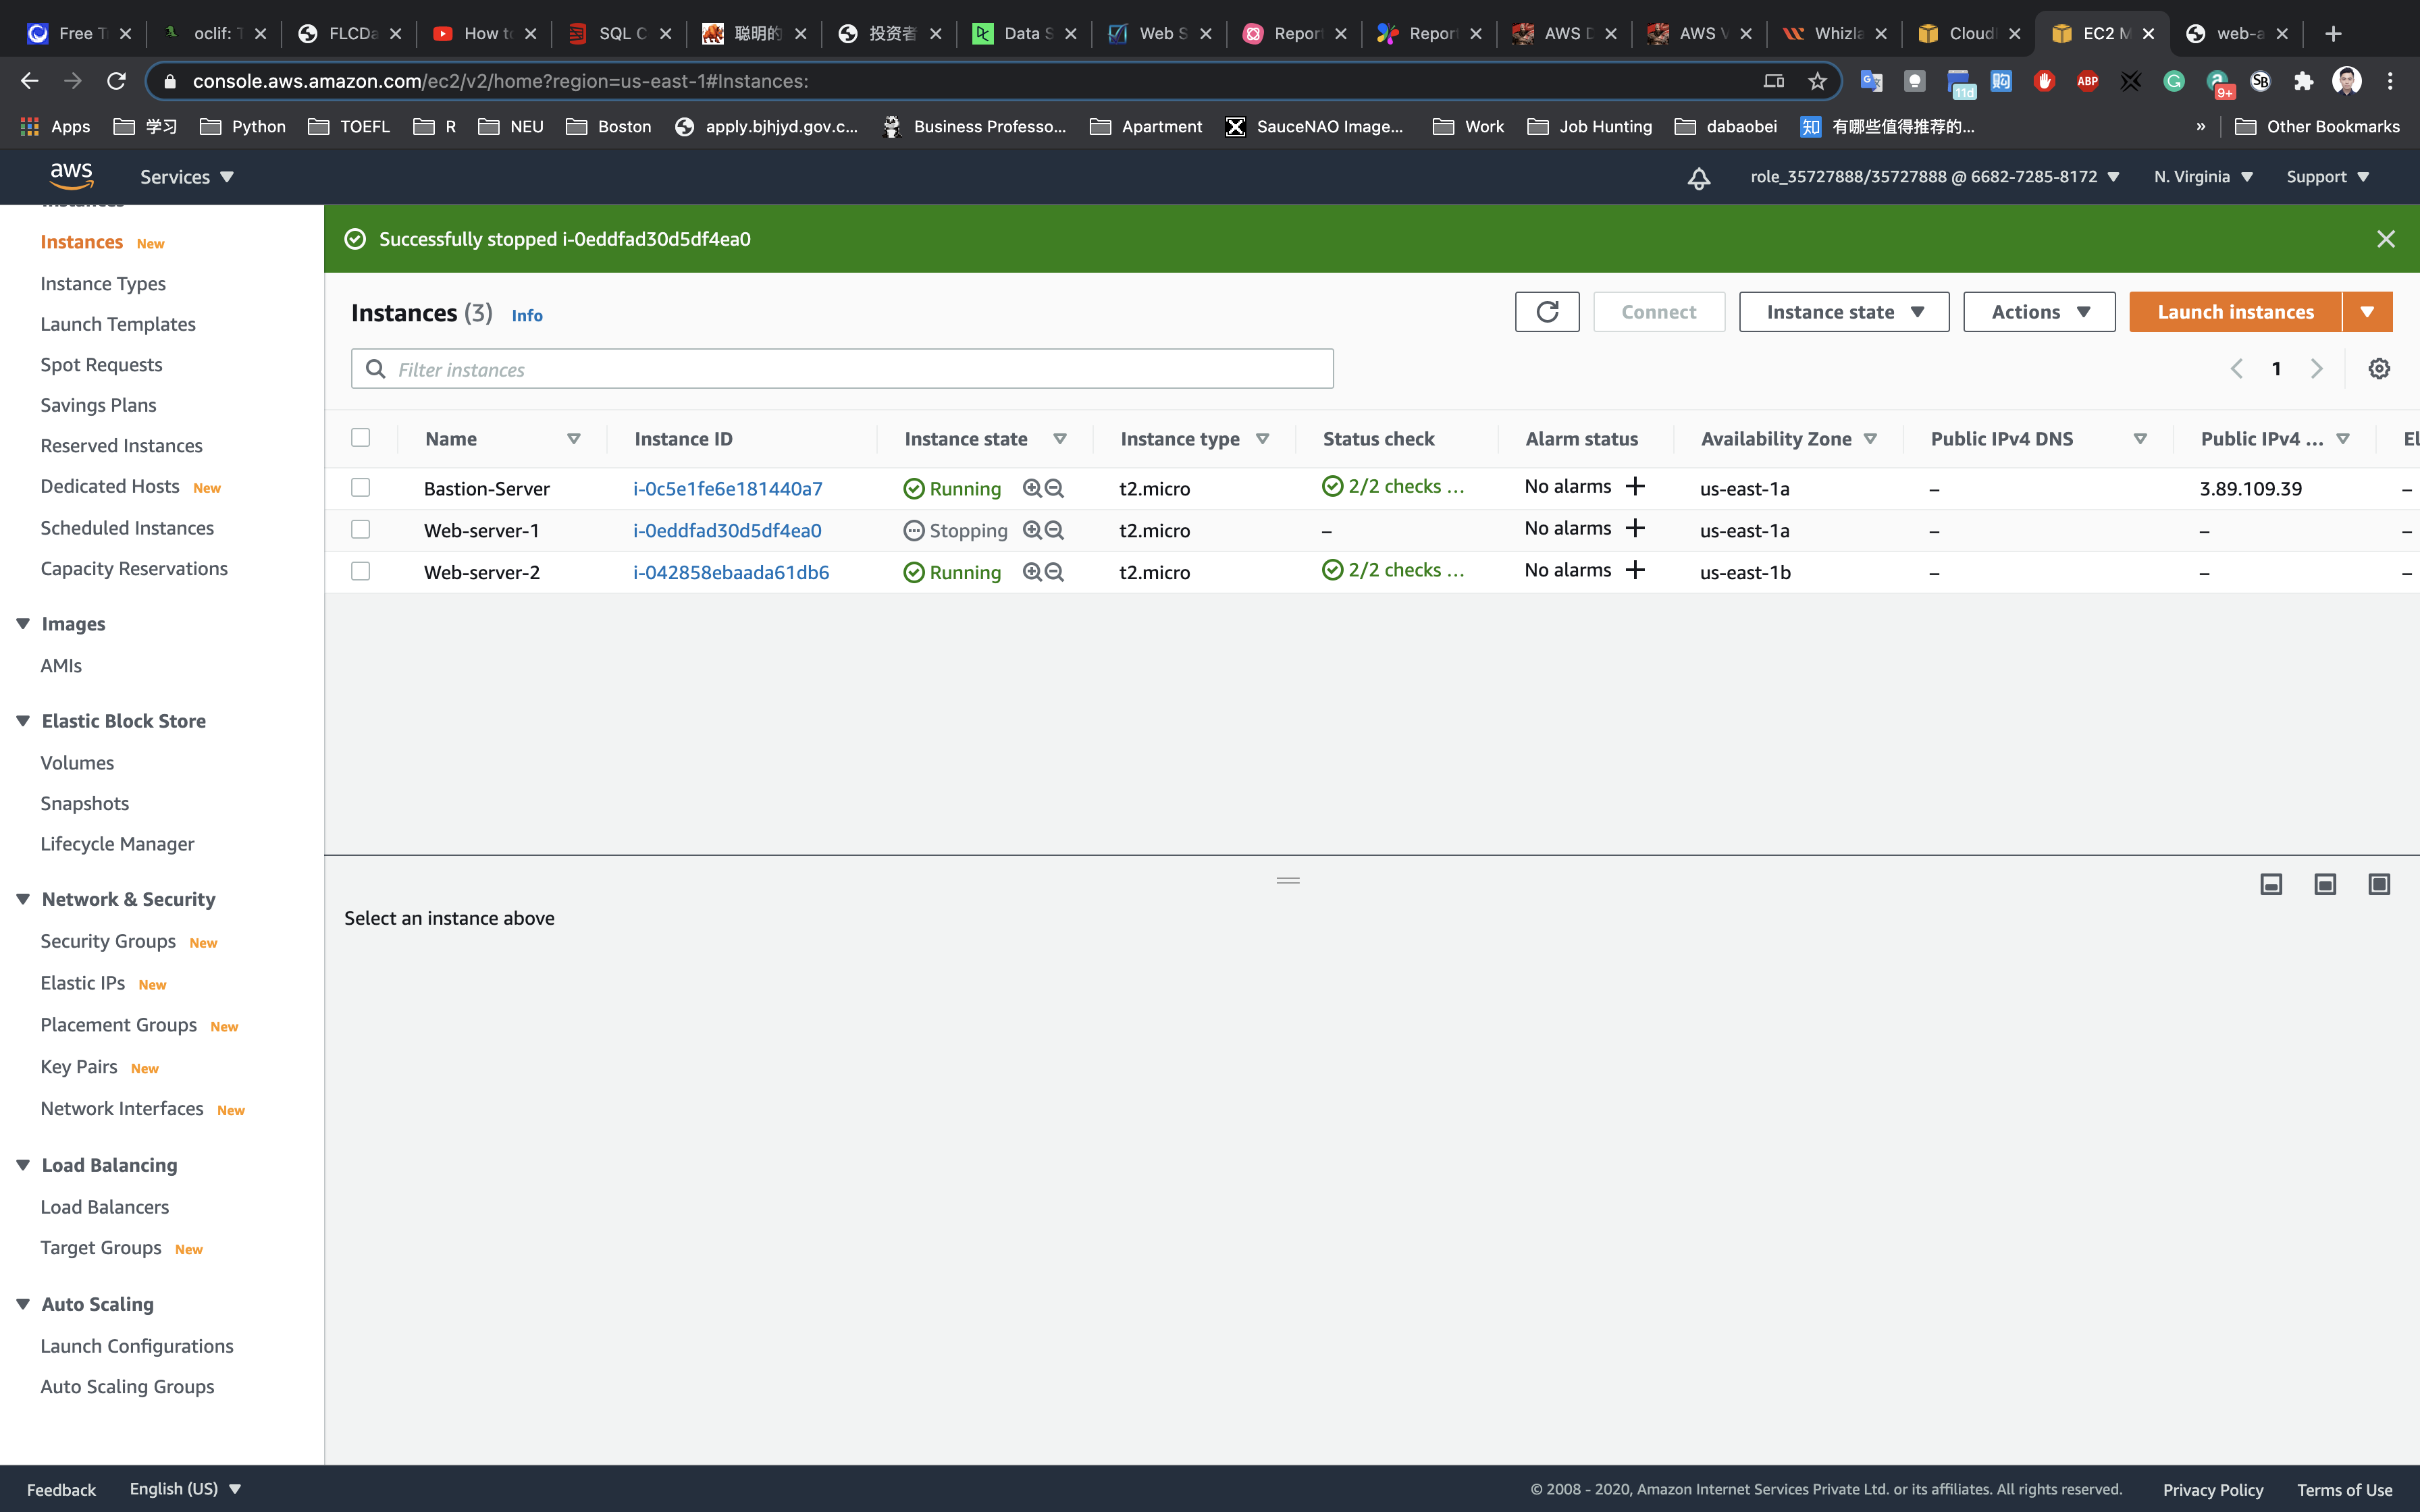 Free T
oclif: T
FLCDa
How to
SQL C
聪明的
投资者
Data S
Web S
Report
Report
AWS D
AWS V
Whizla
Cloud
EC2 M
web-a
console.aws.amazon.com/ec2/v2/home?region=us-east-1#Instances:
11d
ABP
9+
SB
Apps
学习
Python
TOEFL
R
NEU
Boston
apply.bjhjyd.gov.c...
Business Professo...
Apartment
SauceNAO Image...
Work
Job Hunting
dabaobei
知
有哪些值得推荐的...
»
Other Bookmarks
aws
Services
role_35727888/35727888 @ 6682-7285-8172
N. Virginia
Support
Instances New
Instance Types
Launch Templates
Spot Requests
Savings Plans
Reserved Instances
Dedicated Hosts New
Scheduled Instances
Capacity Reservations
Images
AMIs
Elastic Block Store
Volumes
Snapshots
Lifecycle Manager
Network & Security
Security Groups New
Elastic IPs New
Placement Groups New
Key Pairs New
Network Interfaces New
Load Balancing
Load Balancers
Target Groups New
Auto Scaling
Launch Configurations
Auto Scaling Groups
Successfully stopped i-0eddfad30d5df4ea0
Instances (3) Info
Connect
Instance state
Actions
Launch instances
Filter instances
1
Name Instance ID Instance state Instance type Status check Alarm status Availability Zone Public IPv4 DNS Public IPv4 ... El
Bastion-Server i-0c5e1fe6e181440a7 Running t2.micro 2/2 checks ... No alarms + us-east-1a – 3.89.109.39 –
Web-server-1 i-0eddfad30d5df4ea0 Stopping t2.micro – No alarms + us-east-1a – – –
Web-server-2 i-042858ebaada61db6 Running t2.micro 2/2 checks ... No alarms + us-east-1b – – –
Select an instance above
Feedback
English (US)
© 2008 - 2020, Amazon Internet Services Private Ltd. or its affiliates. All rights reserved.
Privacy Policy
Terms of Use